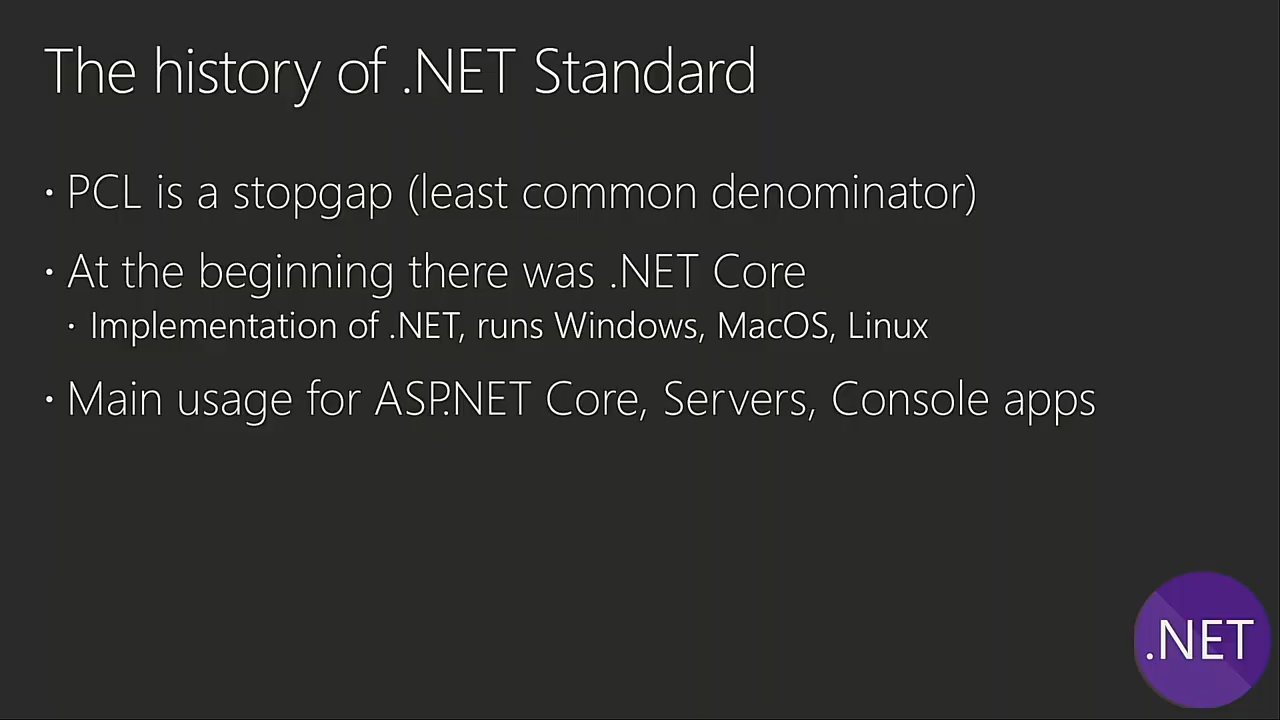 The history of .NET Standard
• PCL is a stopgap (least common denominator)
• At the beginning there was .NET Core
• Implementation of .NET, runs Windows, MacOS, Linux
• Main usage for ASP.NET Core, Servers, Console apps
.NET